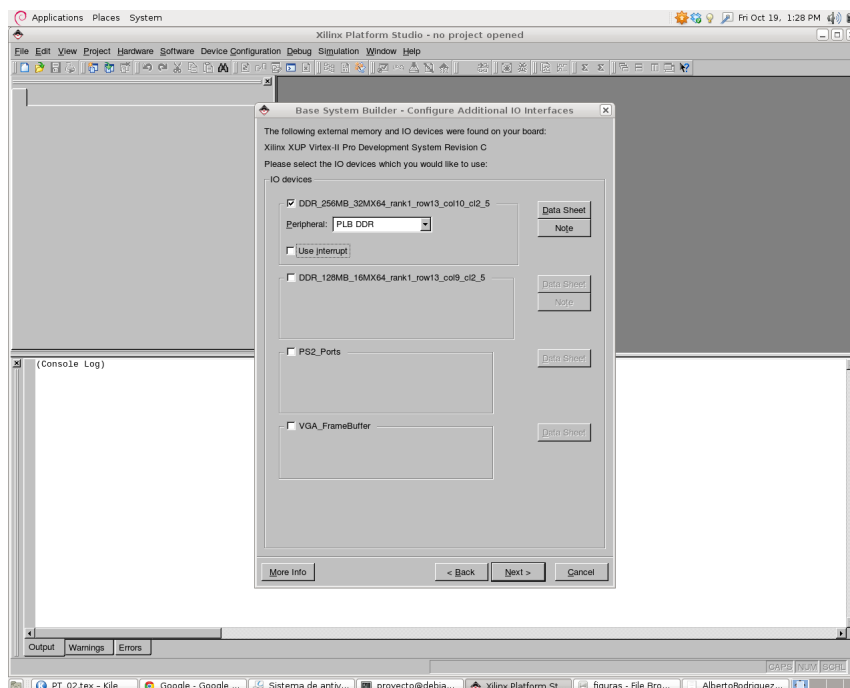 Applications Places System Fri Oct 19, 1:28 PM
Xilinx Platform Studio - no project opened
File Edit View Project Hardware Software Device Configuration Debug Simulation Window Help
Base System Builder - Configure Additional IO Interfaces
The following external memory and IO devices were found on your board:
Xilinx XUP Virtex-II Pro Development System Revision C
Please select the IO devices which you would like to use:
IO devices
DDR_256MB_32MX64_rank1_row13_col10_cl2_5
Data Sheet
Peripheral: PLB DDR
Note
Use interrupt
DDR_128MB_16MX64_rank1_row13_col9_cl2_5
Data Sheet
Note
PS2_Ports
Data Sheet
(Console Log)
VGA_FrameBuffer
Data Sheet
More Info < Back Next > Cancel
Output Warnings Errors
CAPS NUM SCRL
PT_02.tex – Kile Google - Google ... Sistema de antiv... proyecto@debia... Xilinx Platform St... figuras - File Bro... AlbertoRodriguez...